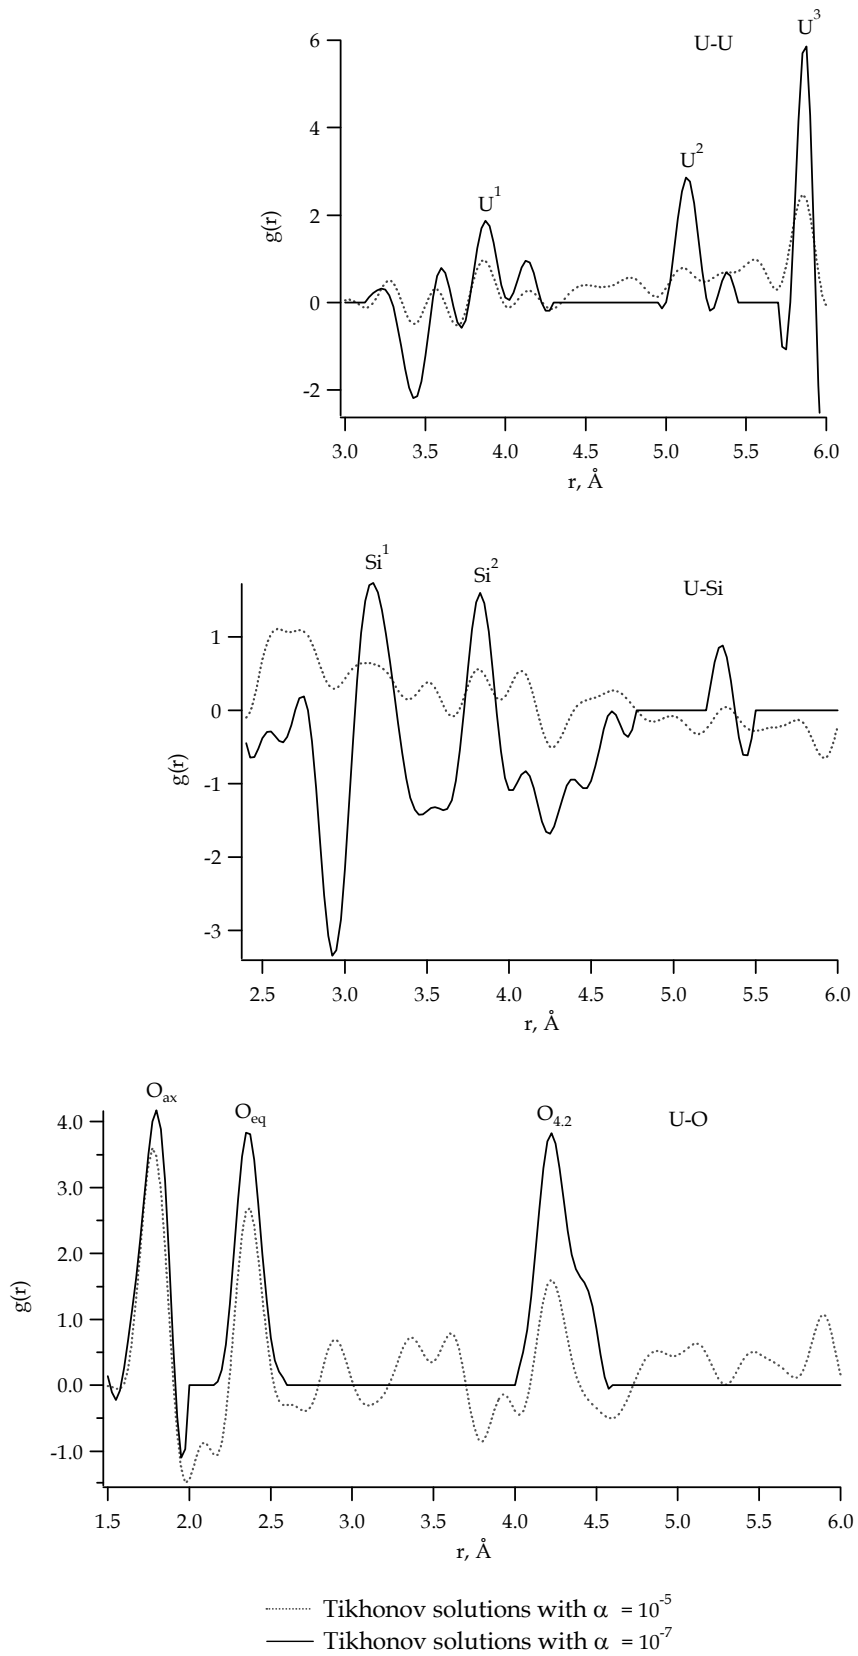 U³
U-U
6
U²
4
U¹
2
g(r)
0
-2
3.0 3.5 4.0 4.5 5.0 5.5 6.0
r, Å
Si¹
Si²
U-Si
1
0
g(r)
-1
-2
-3
2.5 3.0 3.5 4.0 4.5 5.0 5.5 6.0
r, Å
O_ax
O_eq
O_4.2
U-O
4.0
3.0
2.0
g(r)
1.0
0.0
-1.0
1.5 2.0 2.5 3.0 3.5 4.0 4.5 5.0 5.5 6.0
r, Å
Tikhonov solutions with α = 10⁻⁵
Tikhonov solutions with α = 10⁻⁷